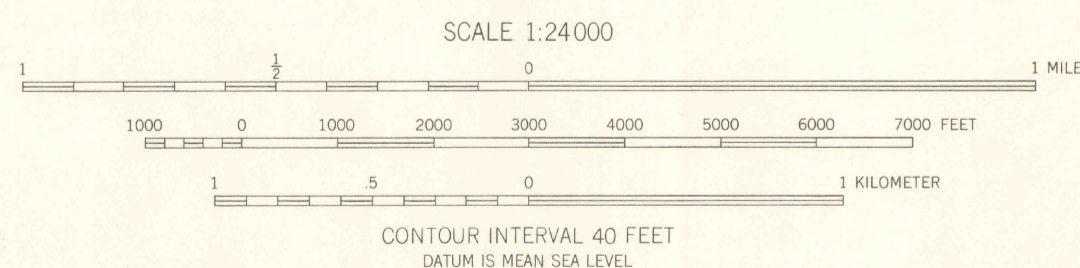 SCALE 1:24000
1 1/2 0 1 MILE
1000 0 1000 2000 3000 4000 5000 6000 7000 FEET
1 .5 0 1 KILOMETER
CONTOUR INTERVAL 40 FEET
DATUM IS MEAN SEA LEVEL